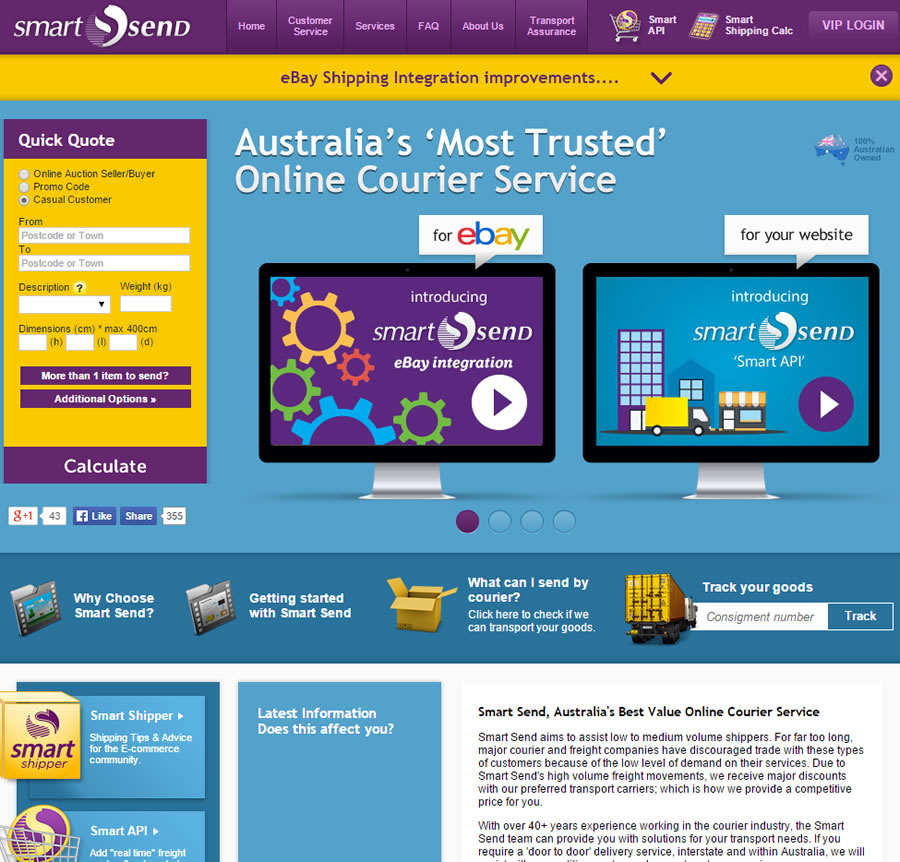 smart send
Home
Customer
Service
Services
FAQ
About Us
Transport
Assurance
Smart
API
Smart
Shipping Calc
VIP LOGIN
eBay Shipping Integration improvements....
Quick Quote
Online Auction Seller/Buyer
Promo Code
Casual Customer
From
Postcode or Town
To
Postcode or Town
Description ?
Weight (kg)
Dimensions (cm) * max 400cm
(h) (l) (d)
More than 1 item to send?
Additional Options »
Calculate
g+1 43
Like
Share 355
Australia's 'Most Trusted'
Online Courier Service
100%
Australian
Owned
for ebay
introducing
smart send
eBay integration
for your website
introducing
smart send
'Smart API'
Why Choose
Smart Send?
Getting started
with Smart Send
What can I send by
courier?
Click here to check if we
can transport your goods.
Track your goods
Consigment number
Track
smart
shipper
Smart Shipper
Shipping Tips & Advice
for the E-commerce
community.
Smart API
Add "real time" freight
Latest Information
Does this affect you?
Smart Send, Australia's Best Value Online Courier Service
Smart Send aims to assist low to medium volume shippers. For far too long,
major courier and freight companies have discouraged trade with these types
of customers because of the low level of demand on their services. Due to
Smart Send's high volume freight movements, we receive major discounts
with our preferred transport carriers; which is how we provide a competitive
price for you.
With over 40+ years experience working in the courier industry, the Smart
Send team can provide you with solutions for your transport needs. If you
require a 'door to door' delivery service, interstate and within Australia, we will